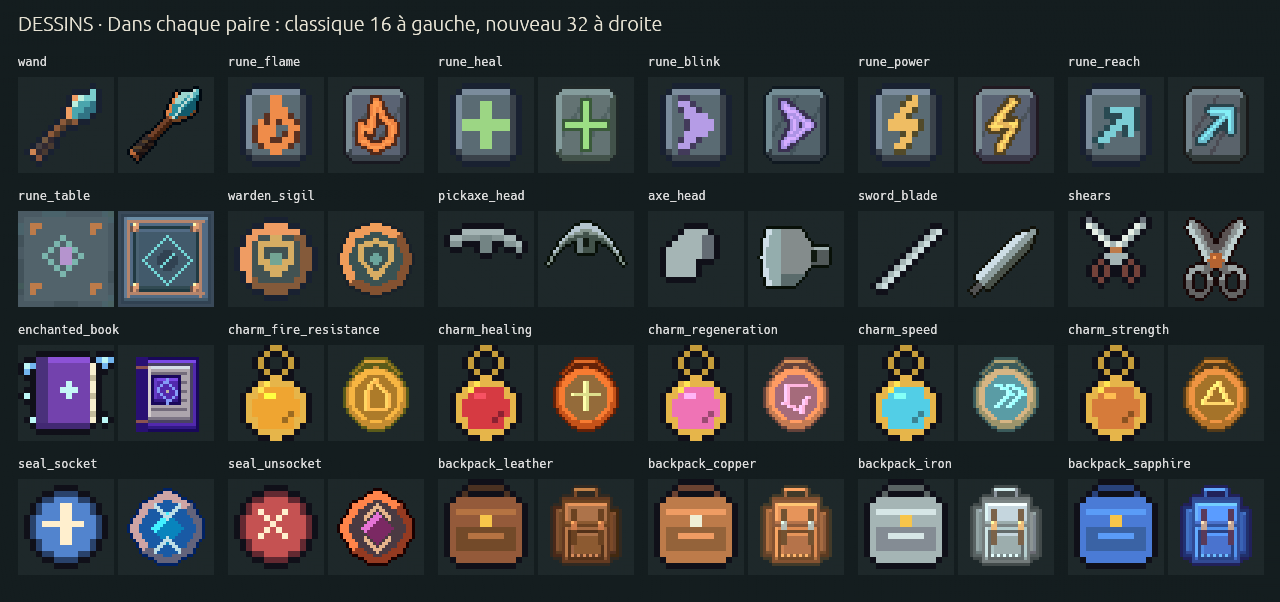 DESSINS · Dans chaque paire : classique 16 à gauche, nouveau 32 à droite
wand rune_flame rune_heal rune_blink rune_power rune_reach
rune_table warden_sigil pickaxe_head axe_head sword_blade shears
enchanted_book charm_fire_resistance charm_healing charm_regeneration charm_speed charm_strength
seal_socket seal_unsocket backpack_leather backpack_copper backpack_iron backpack_sapphire